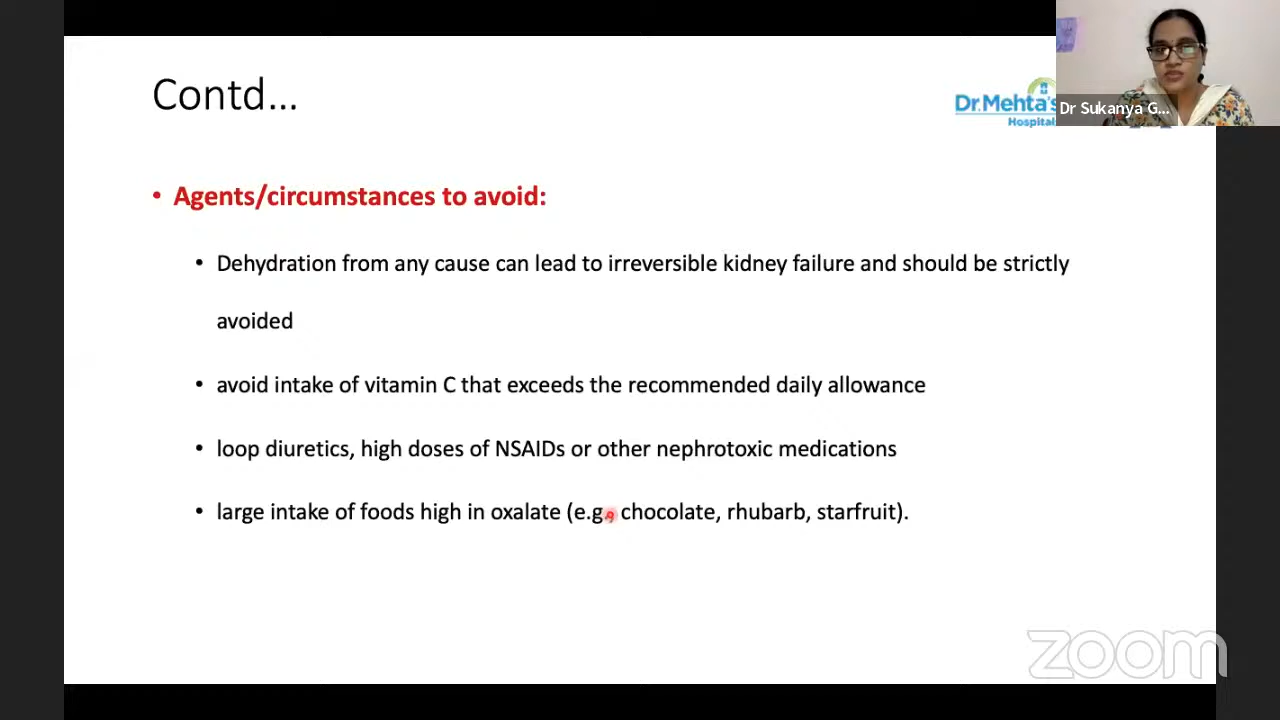 Contd...
Dr.Mehta's
Hospitals
Dr Sukanya G...
• Agents/circumstances to avoid:
• Dehydration from any cause can lead to irreversible kidney failure and should be strictly
avoided
• avoid intake of vitamin C that exceeds the recommended daily allowance
• loop diuretics, high doses of NSAIDs or other nephrotoxic medications
• large intake of foods high in oxalate (e.g., chocolate, rhubarb, starfruit).
zoom